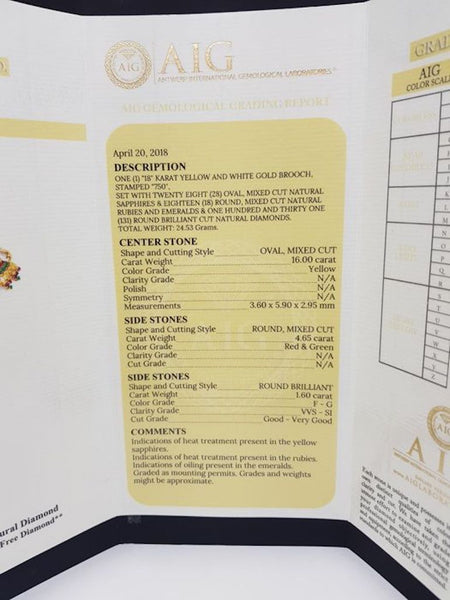 AIG
ANTWERP INTERNATIONAL GEMOLOGICAL LABORATORIES
AIG GEMOLOGICAL GRADING REPORT
April 20, 2018
DESCRIPTION
ONE (1) "18" KARAT YELLOW AND WHITE GOLD BROOCH,
STAMPED "750",
SET WITH TWENTY EIGHT (28) OVAL, MIXED CUT NATURAL
SAPPHIRES & EIGHTEEN (18) ROUND, MIXED CUT NATURAL
RUBIES AND EMERALDS & ONE HUNDRED AND THIRTY ONE
(131) ROUND BRILLIANT CUT NATURAL DIAMONDS.
TOTAL WEIGHT: 24.53 Grams.
CENTER STONE
Shape and Cutting Style OVAL, MIXED CUT
Carat Weight 16.00 carat
Color Grade Yellow
Clarity Grade N/A
Polish N/A
Symmetry N/A
Measurements 3.60 x 5.90 x 2.95 mm
SIDE STONES
Shape and Cutting Style ROUND, MIXED CUT
Carat Weight 4.65 carat
Color Grade Red & Green
Clarity Grade N/A
Cut Grade N/A
SIDE STONES
Shape and Cutting Style ROUND BRILLIANT
Carat Weight 1.60 carat
Color Grade F - G
Clarity Grade VVS - SI
Cut Grade Good - Very Good
COMMENTS
Indications of heat treatment present in the yellow
sapphires.
Indications of heat treatment present in the rubies.
Indications of oiling present in the emeralds.
Graded as mounting permits. Grades and weights
might be approximate.
ural Diamond
Free Diamond**
GRAD
AIG
COLOR SCAL
K
L
M
N
O
P
Q
R
S
T
U
V
W
X
Y
Z
AIG